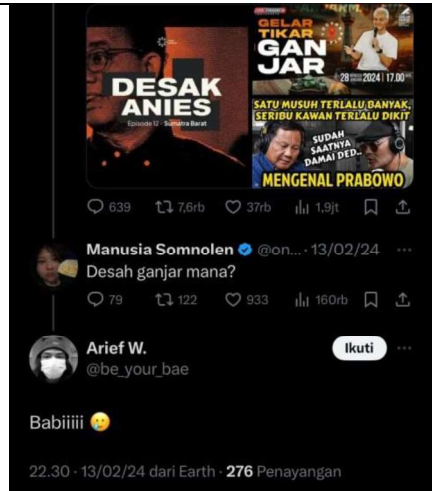 GELAR
TIKAR
GAN
JAR
28 2024 | 17.00
DESAK
ANIES
Episode 12 · Sumatra Barat
SATU MUSUH TERLALU BANYAK,
SERIBU KAWAN TERLALU DIKIT
SUDAH
SAATNYA
DAMAI DED..
MENGENAL PRABOWO
639 7,6rb 37rb 1,9jt
Manusia Somnolen @on... · 13/02/24
Desah ganjar mana?
79 122 933 160rb
Arief W.
Ikuti
@be_your_bae
Babiiiii 🥲
22.30 · 13/02/24 dari Earth · 276 Penayangan